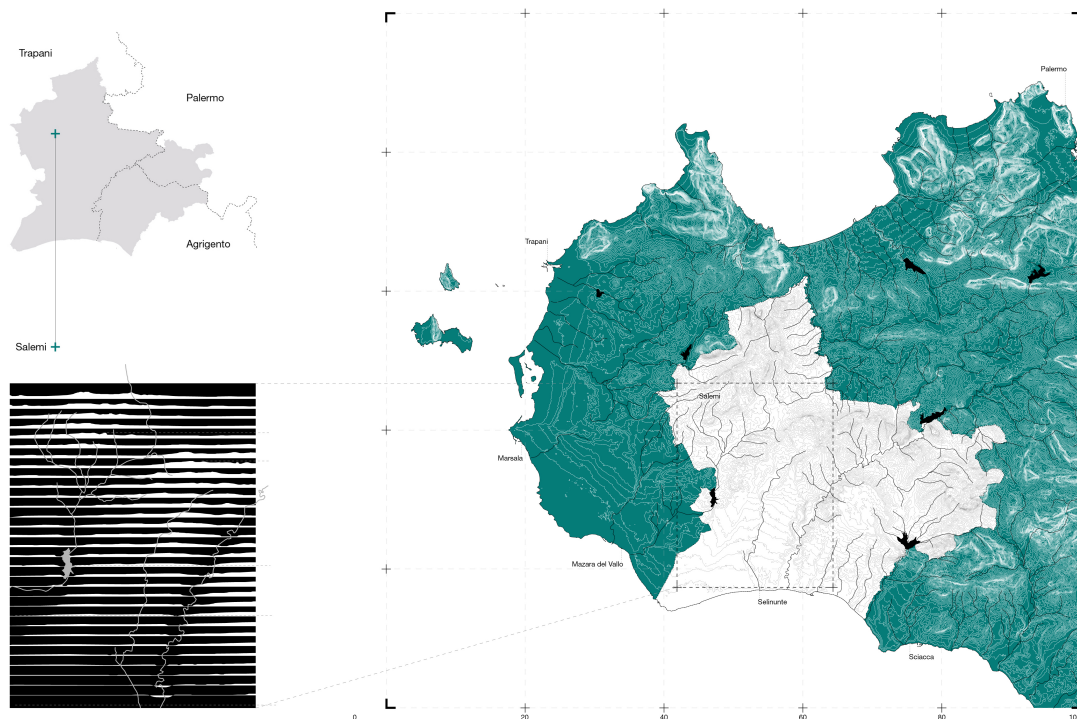 Trapani
Palermo
Agrigento
Salemi
Palermo
Trapani
Salemi
Marsala
Mazara del Vallo
Selinunte
Sciacca
0
20
40
60
80